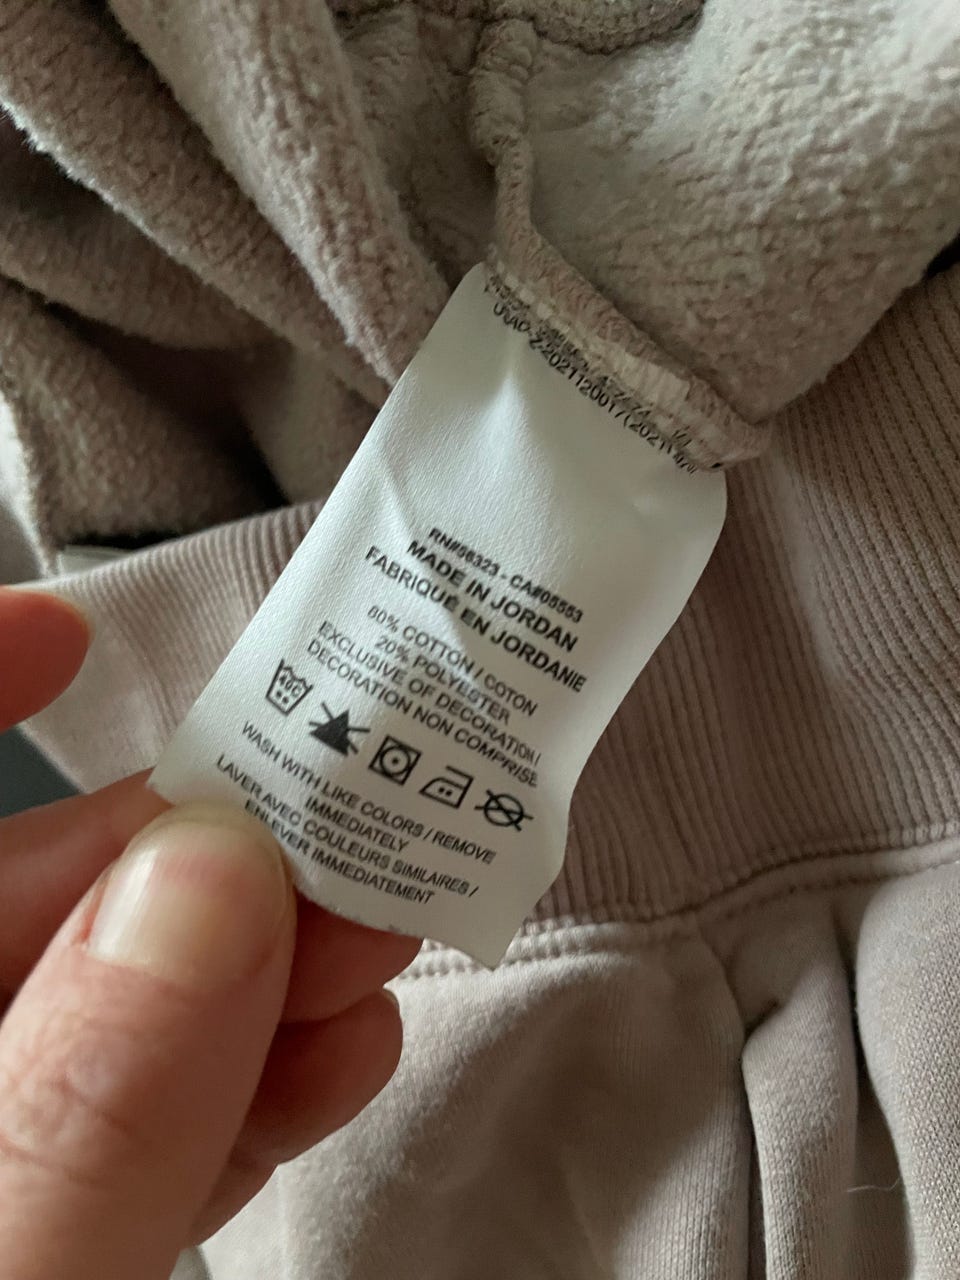 RN#56323 - CA#05553
MADE IN JORDAN
FABRIQUÉ EN JORDANIE
80% COTTON / COTON
20% POLYESTER
EXCLUSIVE OF DECORATION /
DECORATION NON COMPRISE
40C
WASH WITH LIKE COLORS / REMOVE
IMMEDIATELY
LAVER AVEC COULEURS SIMILAIRES /
ENLEVER IMMEDIATEMENT